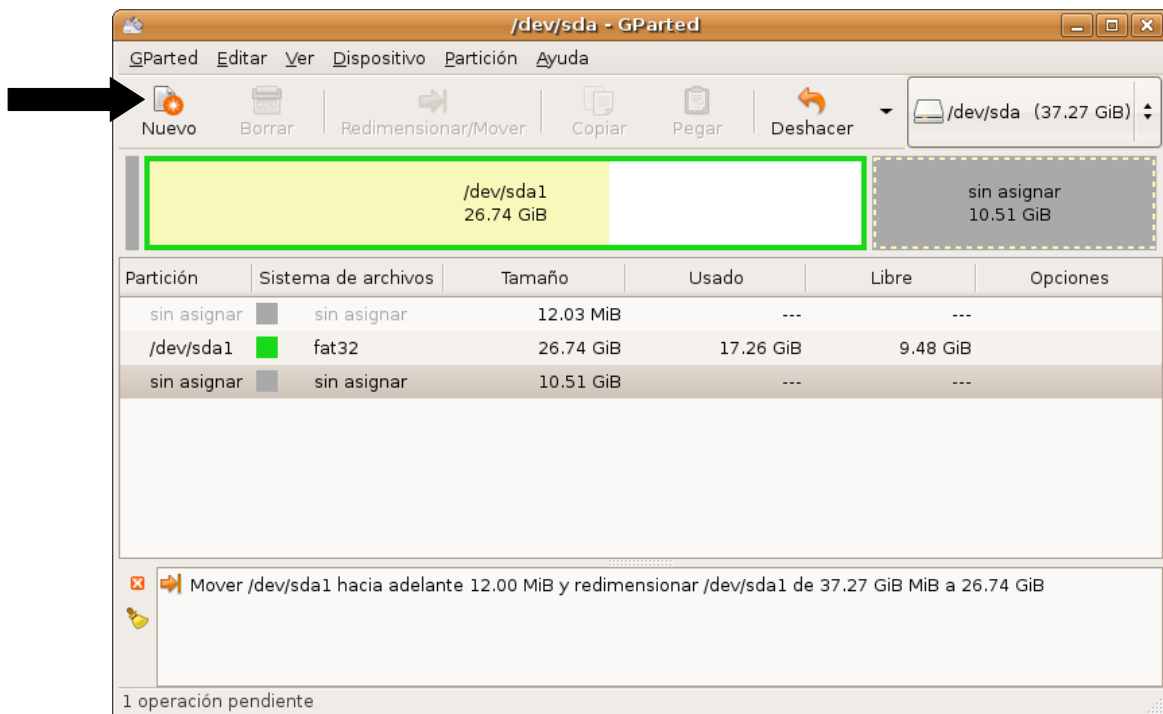 /dev/sda - GParted
GParted Editar Ver Dispositivo Partición Ayuda
Nuevo Borrar Redimensionar/Mover Copiar Pegar Deshacer /dev/sda (37.27 GiB)
/dev/sda1
26.74 GiB
sin asignar
10.51 GiB
Partición Sistema de archivos Tamaño Usado Libre Opciones
sin asignar sin asignar 12.03 MiB --- ---
/dev/sda1 fat32 26.74 GiB 17.26 GiB 9.48 GiB
sin asignar sin asignar 10.51 GiB --- ---
Mover /dev/sda1 hacia adelante 12.00 MiB y redimensionar /dev/sda1 de 37.27 GiB MiB a 26.74 GiB
1 operación pendiente